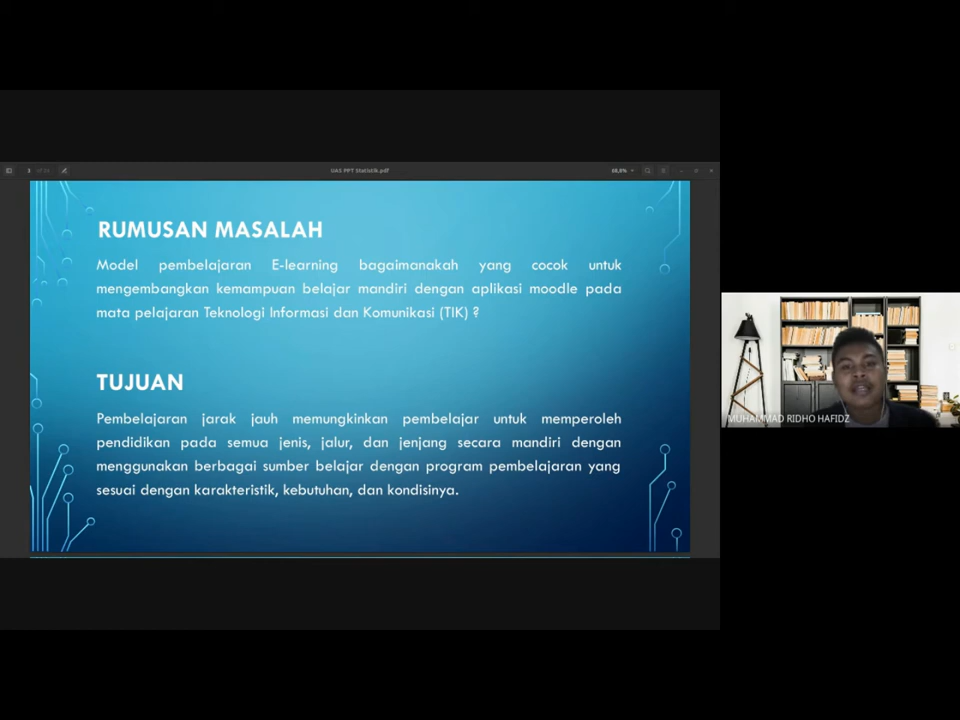 UAS PPT Statistik.pdf
RUMUSAN MASALAH
Model pembelajaran E-learning bagaimanakah yang cocok untuk
mengembangkan kemampuan belajar mandiri dengan aplikasi moodle pada
mata pelajaran Teknologi Informasi dan Komunikasi (TIK) ?
TUJUAN
Pembelajaran jarak jauh memungkinkan pembelajar untuk memperoleh
pendidikan pada semua jenis, jalur, dan jenjang secara mandiri dengan
menggunakan berbagai sumber belajar dengan program pembelajaran yang
sesuai dengan karakteristik, kebutuhan, dan kondisinya.
MUHAMMAD RIDHO HAFIDZ